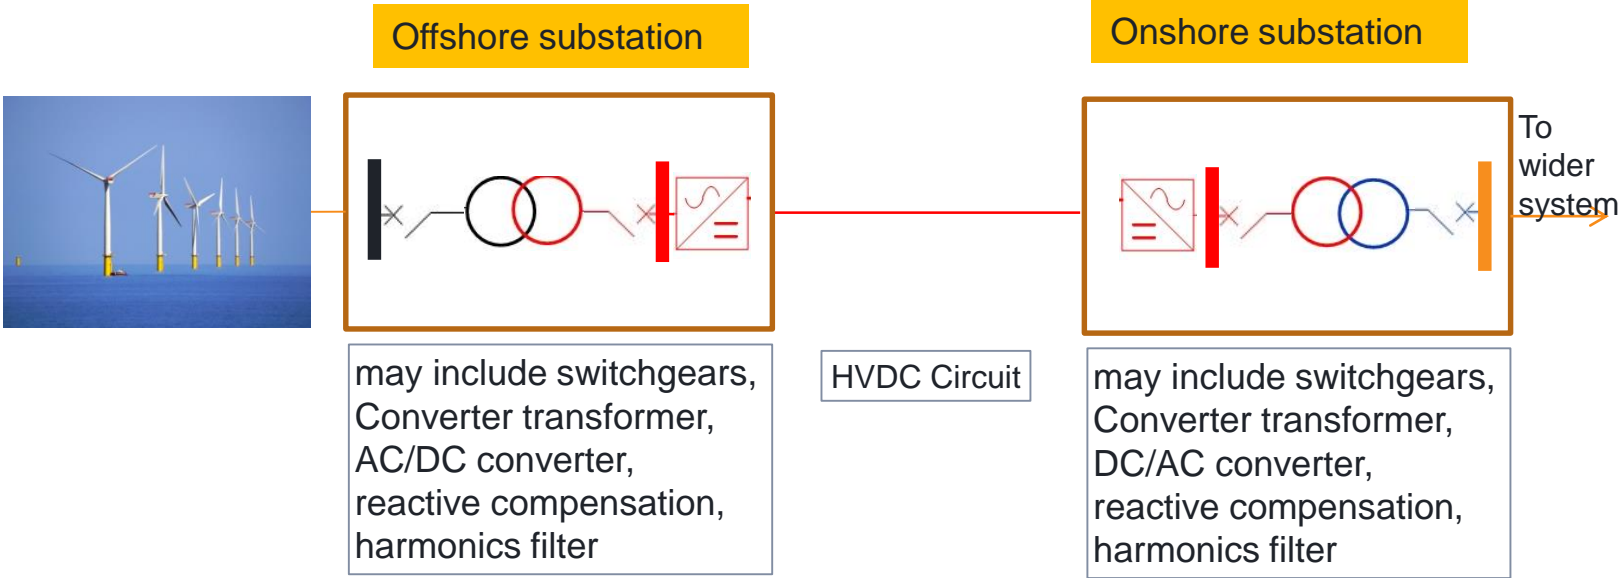 Offshore substation
Onshore substation
To
wider
system
may include switchgears,
Converter transformer,
AC/DC converter,
reactive compensation,
harmonics filter
HVDC Circuit
may include switchgears,
Converter transformer,
DC/AC converter,
reactive compensation,
harmonics filter